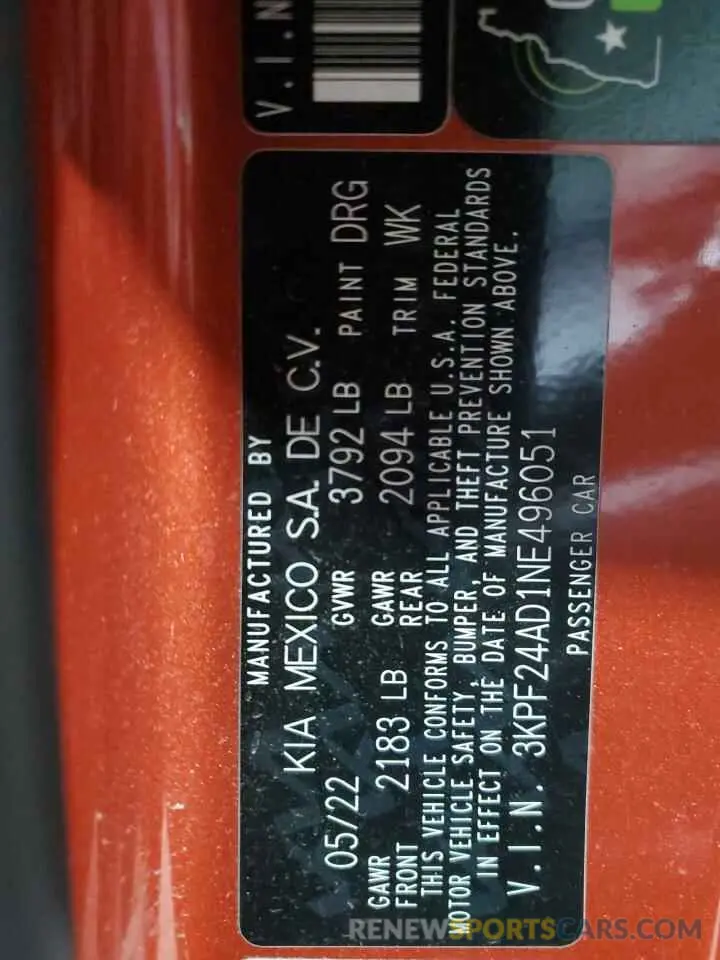 V.I.N
MANUFACTURED BY
KIA MEXICO S.A. DE C.V.
05/22 GVWR 3792 LB PAINT DRG
GAWR FRONT 2183 LB GAWR REAR 2094 LB TRIM WK
THIS VEHICLE CONFORMS TO ALL APPLICABLE U.S.A. FEDERAL
MOTOR VEHICLE SAFETY, BUMPER, AND THEFT PREVENTION STANDARDS
IN EFFECT ON THE DATE OF MANUFACTURE SHOWN ABOVE.
V.I.N. 3KPF24AD1NE496051
PASSENGER CAR
RENEWSPORTSCARS.COM